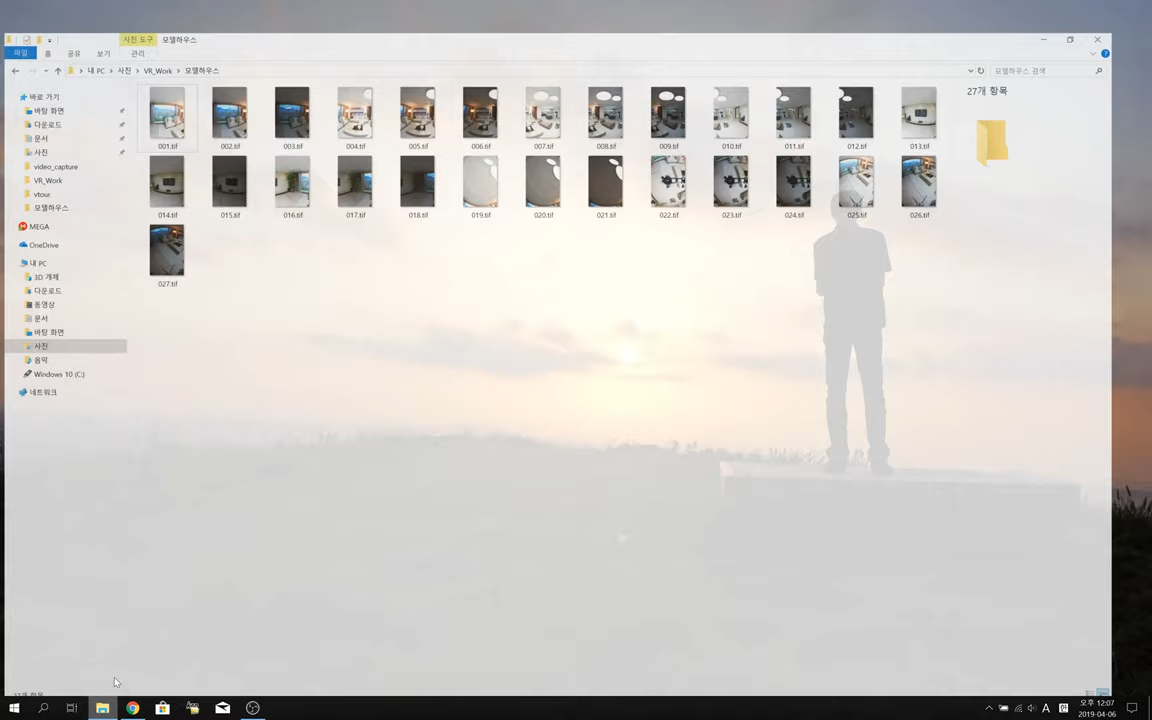 사진 도구 모델하우스
파일 홈 공유 보기 관리
내 PC 사진 VR_Work 모델하우스 모델하우스 검색
바로 가기
바탕 화면
다운로드
문서
사진
video_capture
VR_Work
vtour
모델하우스
MEGA
OneDrive
내 PC
3D 개체
다운로드
동영상
문서
바탕 화면
사진
음악
Windows 10 (C:)
네트워크
001.tif 002.tif 003.tif 004.tif 005.tif 006.tif 007.tif 008.tif 009.tif 010.tif 011.tif 012.tif 013.tif
014.tif 015.tif 016.tif 017.tif 018.tif 019.tif 020.tif 021.tif 022.tif 023.tif 024.tif 025.tif 026.tif
027.tif
27개 항목
27개 항목
A 오후 12:07
2019-04-06